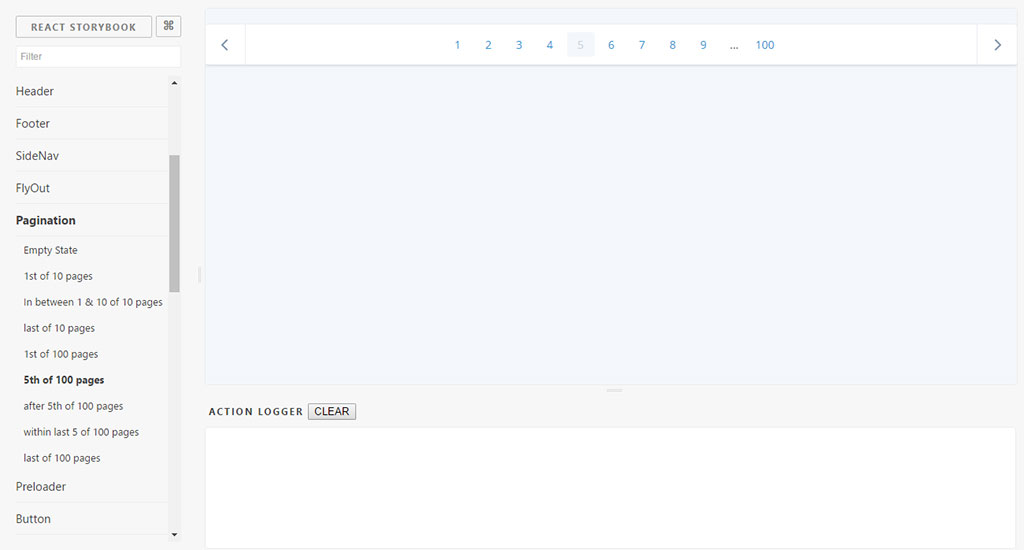 REACT STORYBOOK ⌘
Filter
Header
Footer
SideNav
FlyOut
Pagination
Empty State
1st of 10 pages
In between 1 & 10 of 10 pages
last of 10 pages
1st of 100 pages
5th of 100 pages
after 5th of 100 pages
within last 5 of 100 pages
last of 100 pages
Preloader
Button
1 2 3 4 5 6 7 8 9 ... 100
ACTION LOGGER CLEAR